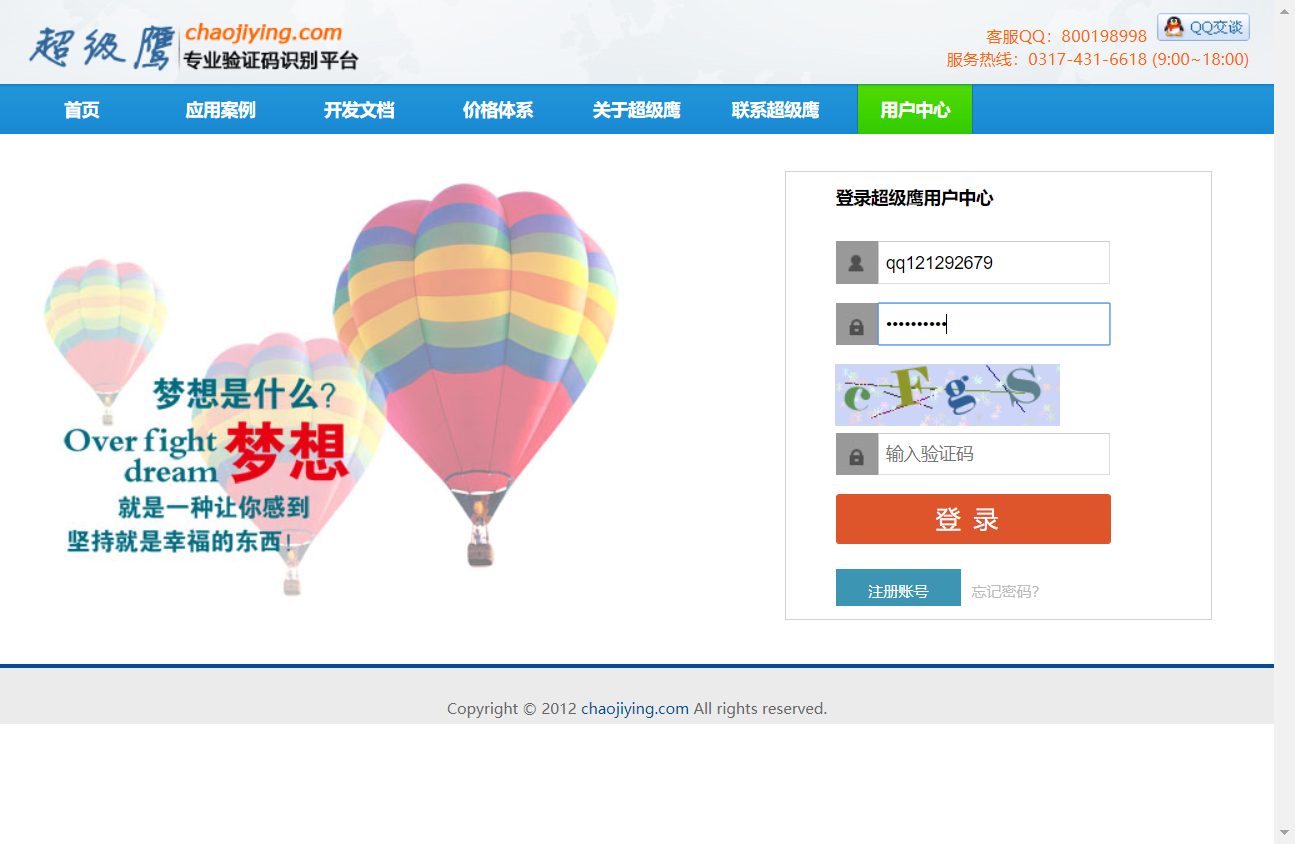 超级鹰
chaojiying.com
专业验证码识别平台
客服QQ：800198998
QQ交谈
服务热线：0317-431-6618 (9:00~18:00)
首页
应用案例
开发文档
价格体系
关于超级鹰
联系超级鹰
用户中心
梦想是什么?
Over fight
dream
梦想
就是一种让你感到
坚持就是幸福的东西!
登录超级鹰用户中心
qq121292679
••••••••••
cFgS
输入验证码
登 录
注册账号
忘记密码?
Copyright © 2012 chaojiying.com All rights reserved.